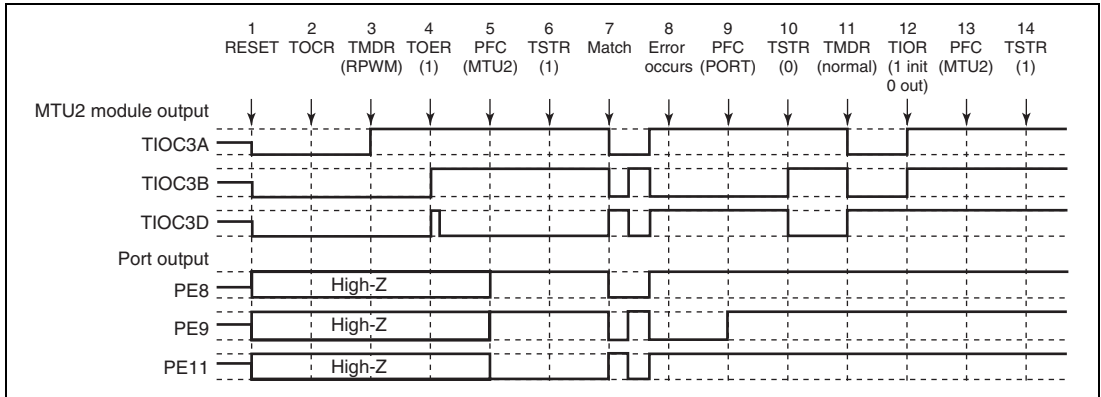 1 2 3 4 5 6 7 8 9 10 11 12 13 14
RESET TOCR TMDR TOER PFC TSTR Match Error PFC TSTR TMDR TIOR PFC TSTR
(RPWM) (1) (MTU2) (1) occurs (PORT) (0) (normal) (1 init (MTU2) (1)
0 out)
MTU2 module output
TIOC3A
TIOC3B
TIOC3D
Port output
PE8 High-Z
PE9 High-Z
PE11 High-Z